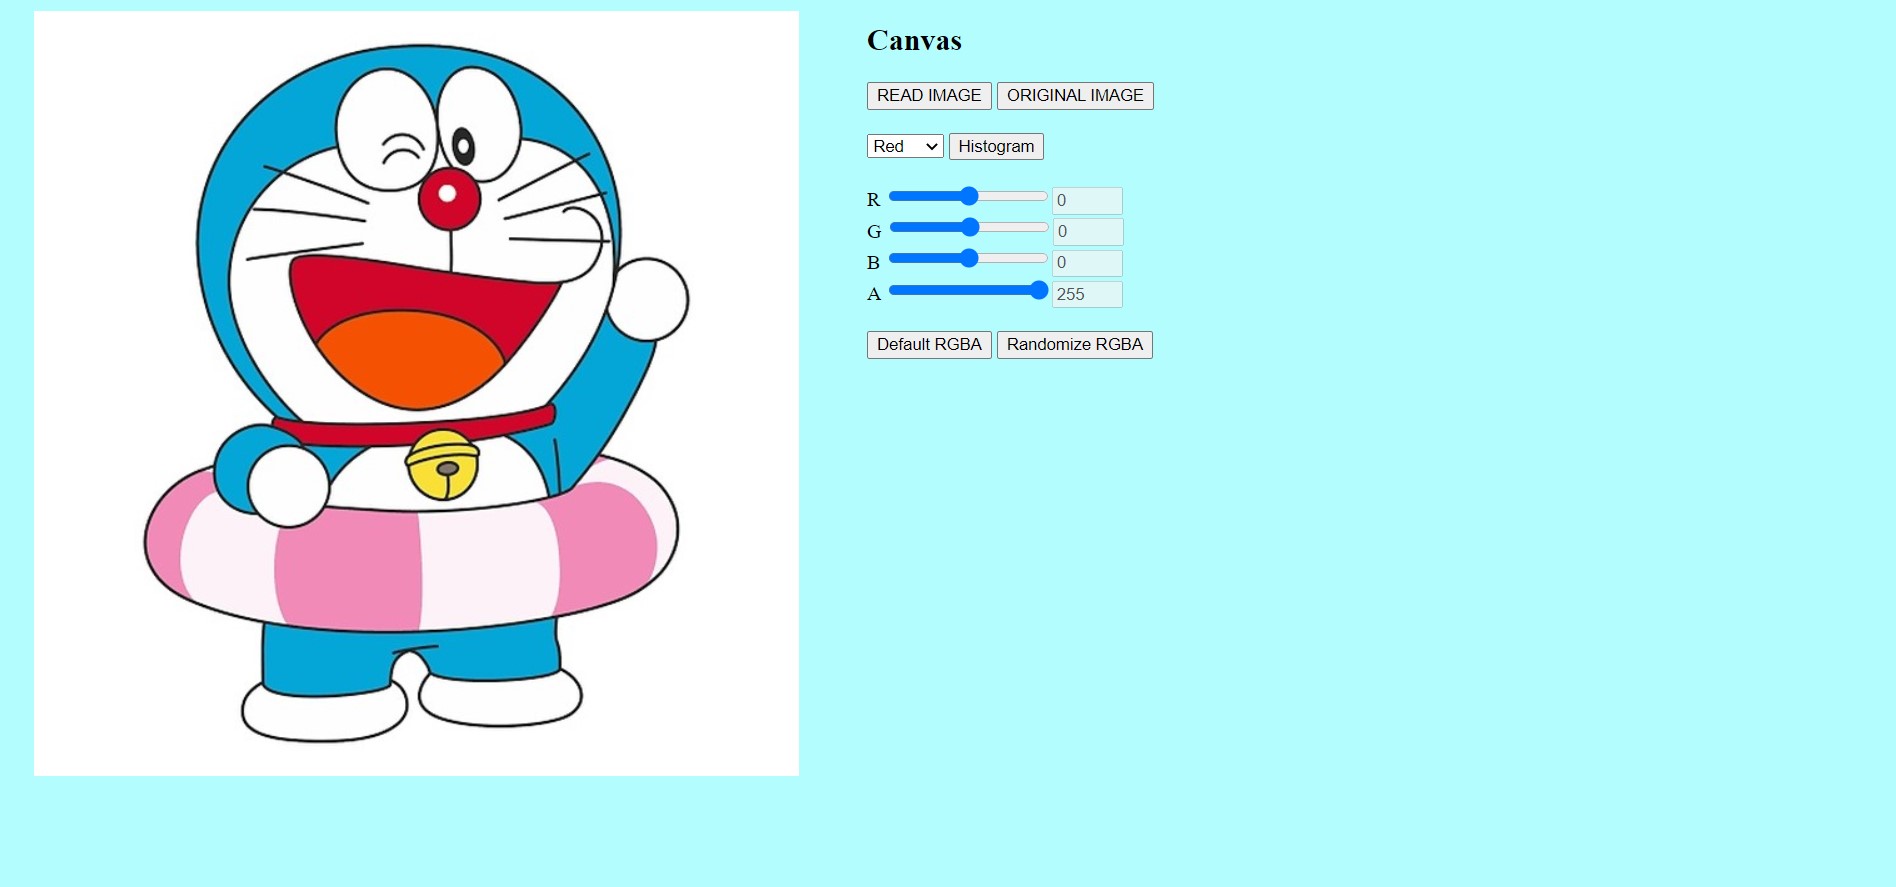 Canvas
READ IMAGE ORIGINAL IMAGE
Red Histogram
R 0
G 0
B 0
A 255
Default RGBA Randomize RGBA